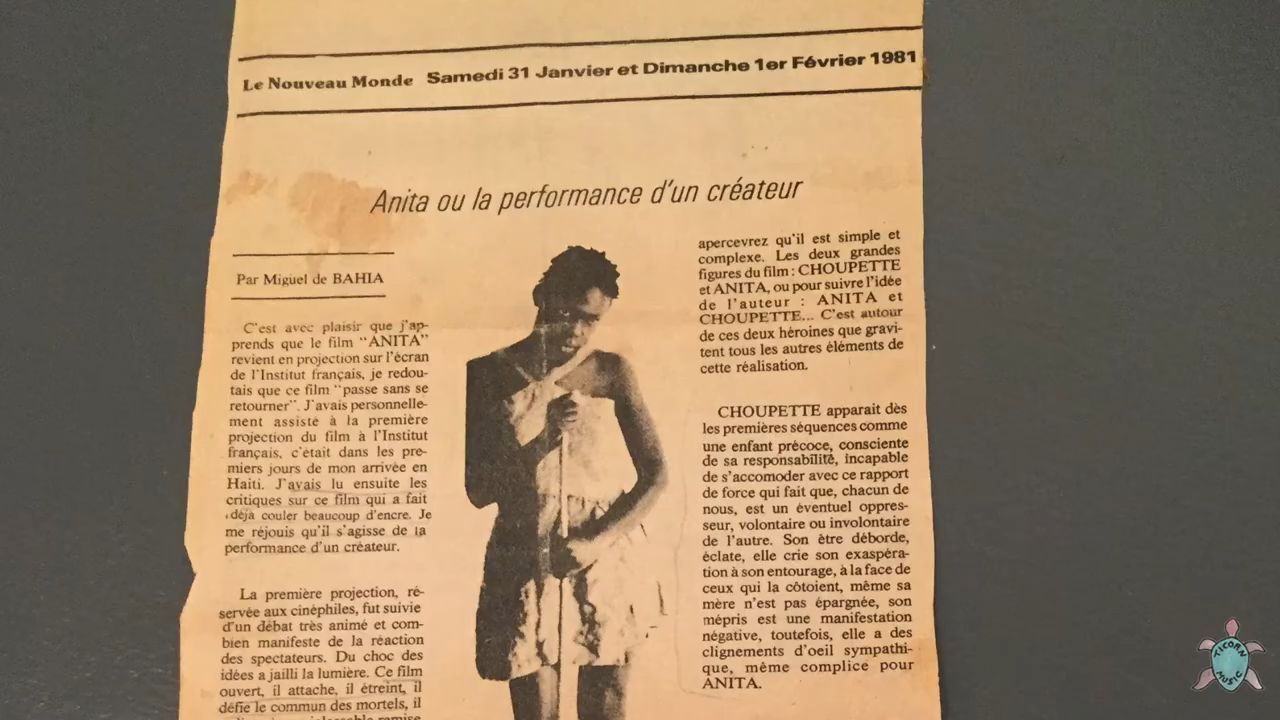 Le Nouveau Monde Samedi 31 Janvier et Dimanche 1er Février 1981
Anita ou la performance d'un créateur
Par Miguel de BAHIA
C'est avec plaisir que j'ap-
prends que le film "ANITA"
revient en projection sur l'écran
de l'Institut français, je redou-
tais que ce film "passe sans se
retourner". J'avais personnelle-
ment assisté à la première
projection du film à l'Institut
français, c'était dans les pre-
miers jours de mon arrivée en
Haiti. J'avais lu ensuite les
critiques sur ce film qui a fait
déjà couler beaucoup d'encre. Je
me réjouis qu'il s'agisse de la
performance d'un créateur.
La première projection, ré-
servée aux cinéphiles, fut suivie
d'un débat très animé et com-
bien manifeste de la réaction
des spectateurs. Du choc des
idées a jailli la lumière. Ce film
ouvert, il attache, il étreint, il
défie le commun des mortels, il
remise
apercevrez qu'il est simple et
complexe. Les deux grandes
figures du film : CHOUPETTE
et ANITA, ou pour suivre l'idée
de l'auteur : ANITA et
CHOUPETTE... C'est autour
de ces deux héroines que gravi-
tent tous les autres éléments de
cette réalisation.
CHOUPETTE apparait dès
les premières séquences comme
une enfant précoce, consciente
de sa responsabilité, incapable
de s'accomoder avec ce rapport
de force qui fait que, chacun de
nous, est un éventuel oppres-
seur, volontaire ou involontaire
de l'autre. Son être déborde,
éclate, elle crie son exaspéra-
tion à son entourage, à la face de
ceux qui la côtoient, même sa
mère n'est pas épargnée, son
mépris est une manifestation
négative, toutefois, elle a des
clignements d'oeil sympathi-
que, même complice pour
ANITA.
TICORN
MUSIC